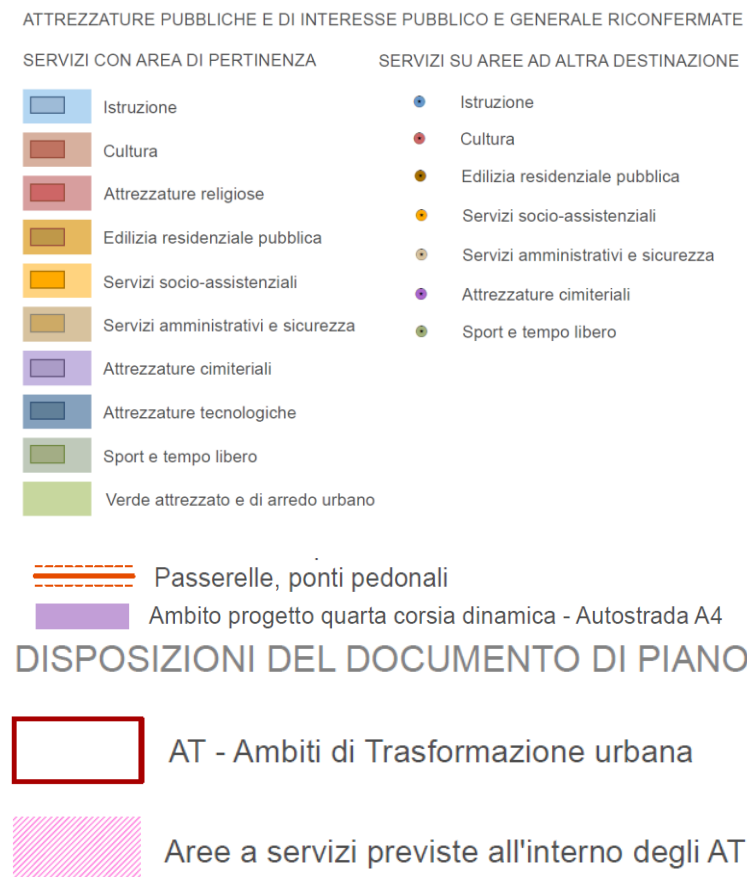 ATTREZZATURE PUBBLICHE E DI INTERESSE PUBBLICO E GENERALE RICONFERMATE
SERVIZI CON AREA DI PERTINENZA
Istruzione
Cultura
Attrezzature religiose
Edilizia residenziale pubblica
Servizi socio-assistenziali
Servizi amministrativi e sicurezza
Attrezzature cimiteriali
Attrezzature tecnologiche
Sport e tempo libero
Verde attrezzato e di arredo urbano
SERVIZI SU AREE AD ALTRA DESTINAZIONE
Istruzione
Cultura
Edilizia residenziale pubblica
Servizi socio-assistenziali
Servizi amministrativi e sicurezza
Attrezzature cimiteriali
Sport e tempo libero
Passerelle, ponti pedonali
Ambito progetto quarta corsia dinamica - Autostrada A4
DISPOSIZIONI DEL DOCUMENTO DI PIANO
AT - Ambiti di Trasformazione urbana
Aree a servizi previste all'interno degli AT